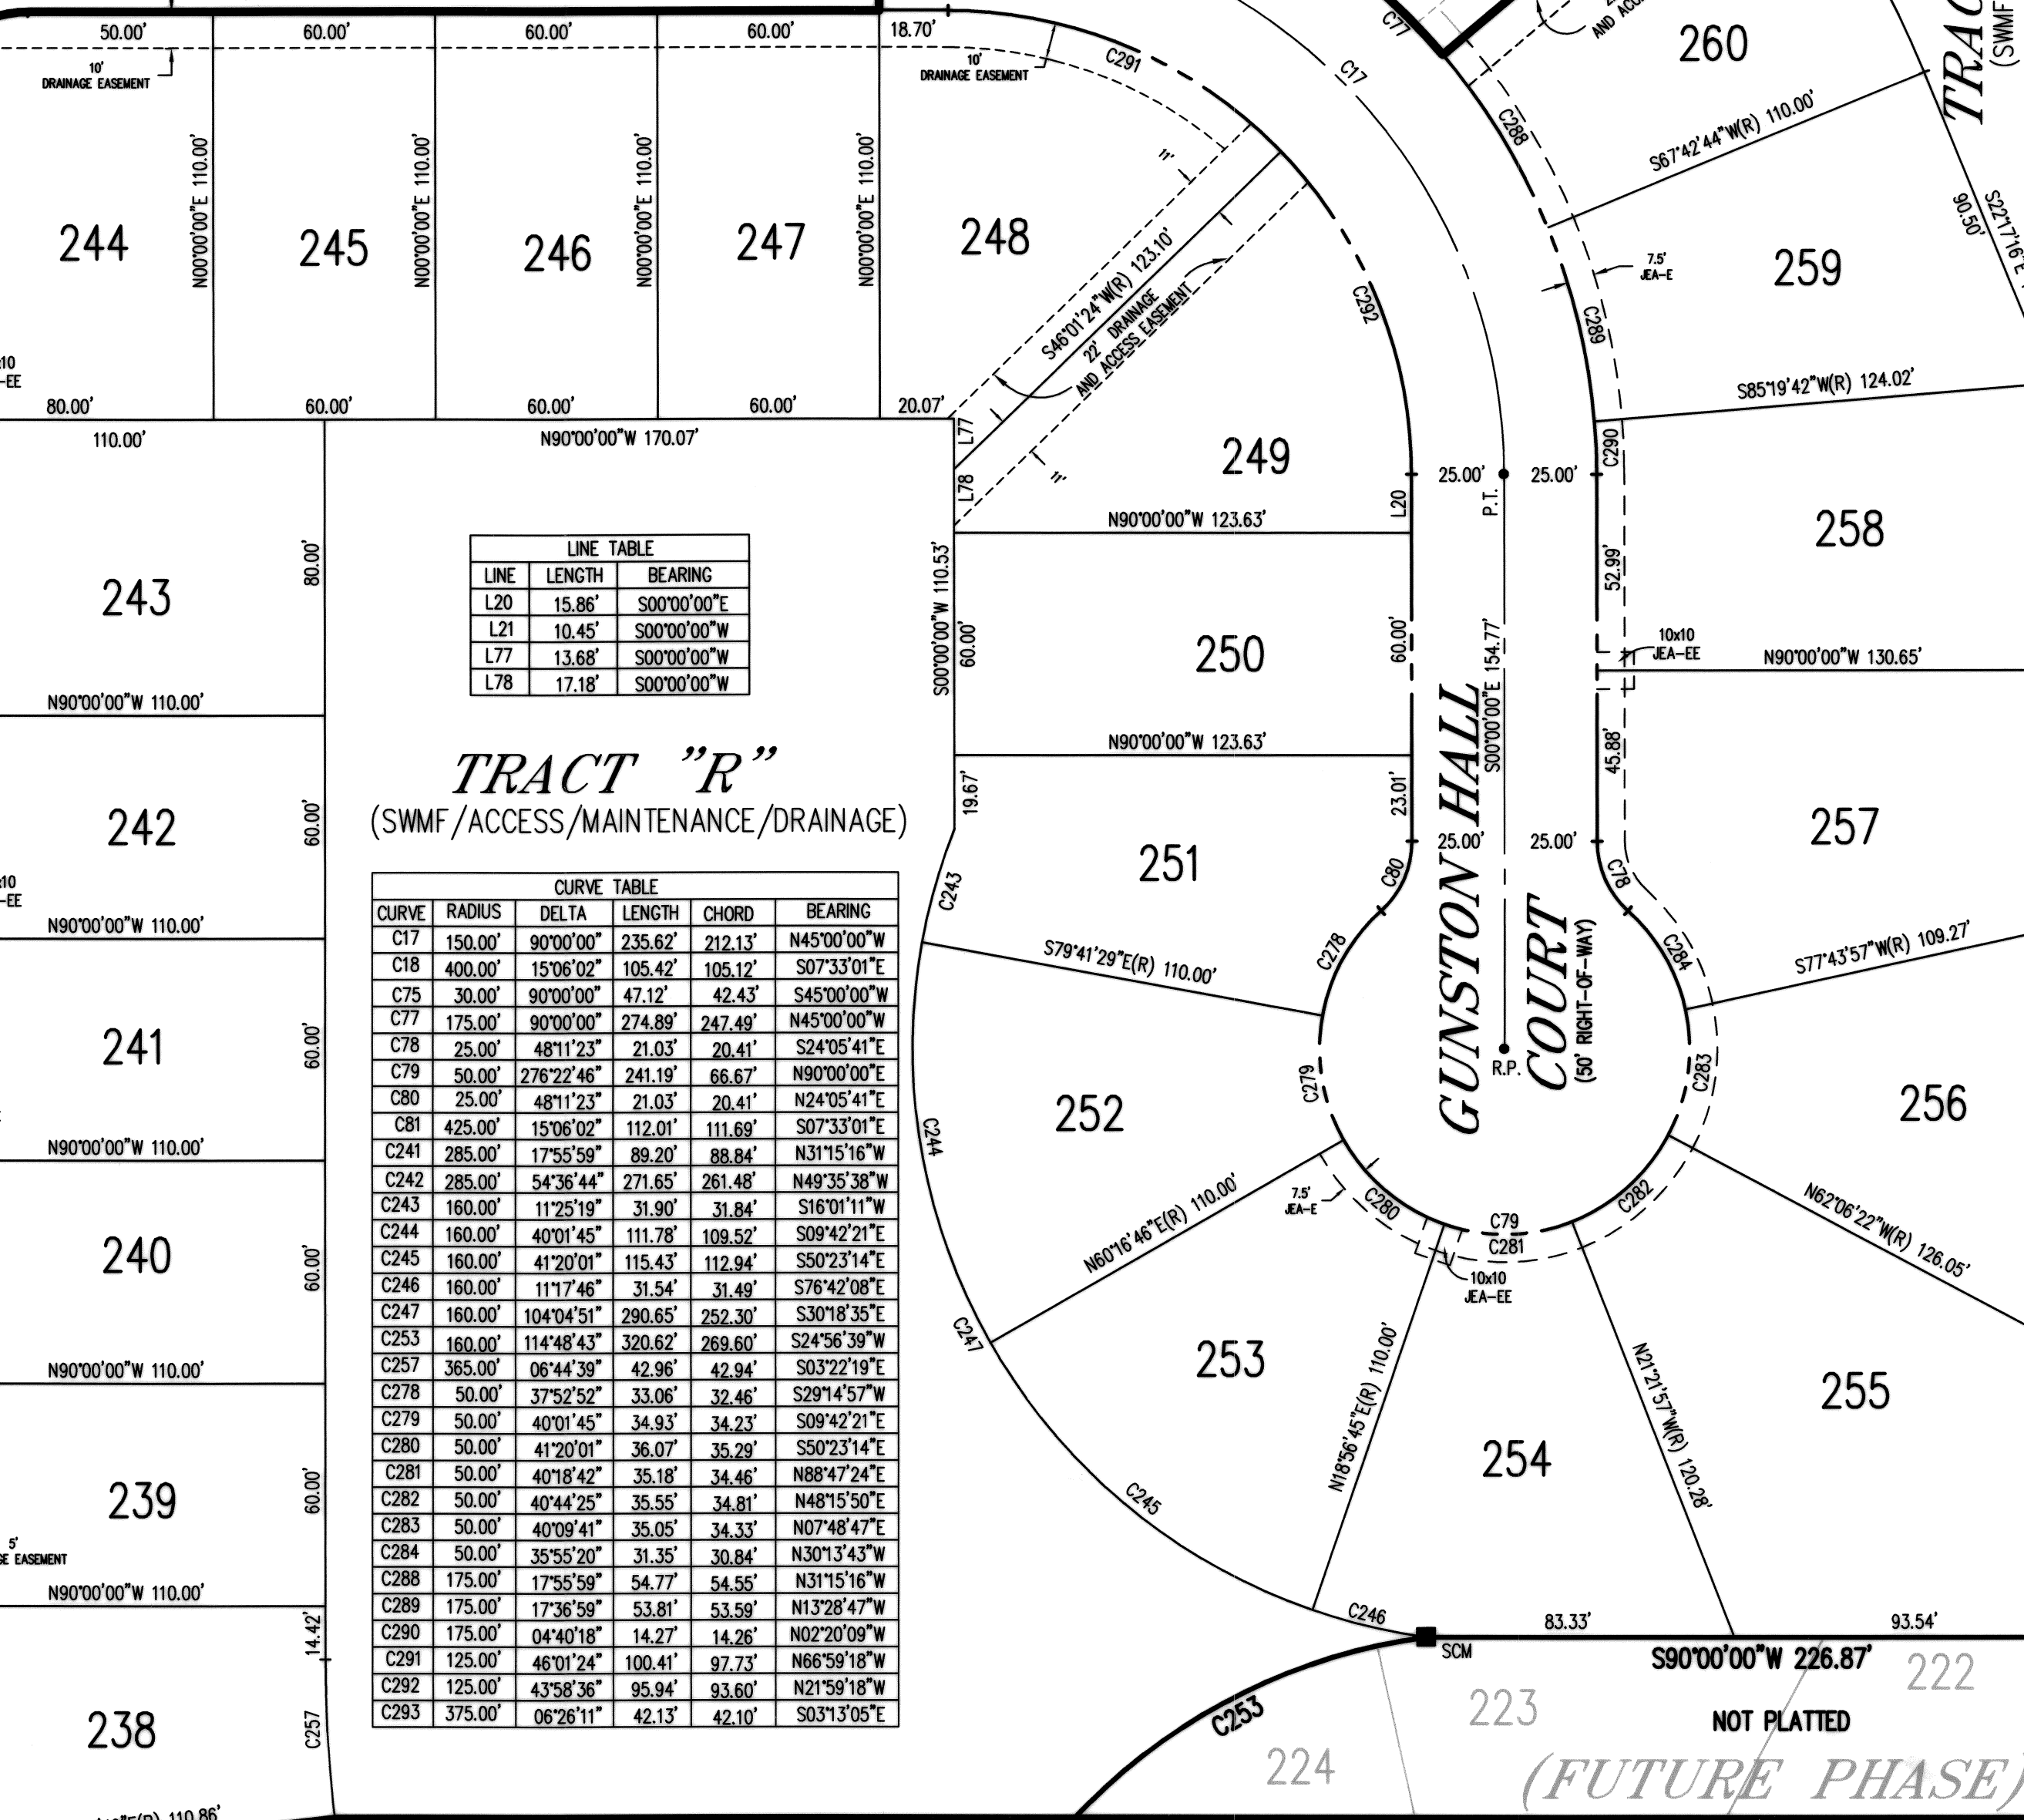 50.00'
60.00'
60.00'
60.00'
18.70'
10'
DRAINAGE EASEMENT
10'
DRAINAGE EASEMENT
C291
C17
C77
AND ACC
260
TRAC
(SWMF
C288
S67°42'44"W(R) 110.00'
11'
N00°00'00"E 110.00'
N00°00'00"E 110.00'
N00°00'00"E 110.00'
N00°00'00"E 110.00'
244
245
246
247
248
S46°01'24"W(R) 123.10'
22' DRAINAGE
AND ACCESS EASEMENT
C292
7.5'
JEA-E
259
90.50'
S22°17'16"E
C289
x10
-EE
80.00'
60.00'
60.00'
60.00'
20.07'
S85°19'42"W(R) 124.02'
110.00'
N90°00'00"W 170.07'
L77
L78
11'
249
C290
25.00'
25.00'
L20
P.T.
N90°00'00"W 123.63'
258
243
80.00'
LINE TABLE
LINE LENGTH BEARING
L20 15.86' S00°00'00"E
L21 10.45' S00°00'00"W
L77 13.68' S00°00'00"W
L78 17.18' S00°00'00"W
S00°00'00"W 110.53'
60.00'
250
60.00'
S00°00'00"E 154.77'
52.99'
10x10
JEA-EE
N90°00'00"W 130.65'
N90°00'00"W 110.00'
TRACT "R"
(SWMF/ACCESS/MAINTENANCE/DRAINAGE)
N90°00'00"W 123.63'
19.67'
23.01'
45.88'
242
60.00'
257
251
25.00'
25.00'
C80
C78
GUNSTON HALL
COURT
(50' RIGHT-OF-WAY)
x10
-EE
N90°00'00"W 110.00'
C243
S79°41'29"E(R) 110.00'
C278
C284
S77°43'57"W(R) 109.27'
CURVE TABLE
CURVE RADIUS DELTA LENGTH CHORD BEARING
C17 150.00' 90°00'00" 235.62' 212.13' N45°00'00"W
C18 400.00' 15°06'02" 105.42' 105.12' S07°33'01"E
C75 30.00' 90°00'00" 47.12' 42.43' S45°00'00"W
C77 175.00' 90°00'00" 274.89' 247.49' N45°00'00"W
C78 25.00' 48°11'23" 21.03' 20.41' S24°05'41"E
C79 50.00' 276°22'46" 241.19' 66.67' N90°00'00"E
C80 25.00' 48°11'23" 21.03' 20.41' N24°05'41"E
C81 425.00' 15°06'02" 112.01' 111.69' S07°33'01"E
C241 285.00' 17°55'59" 89.20' 88.84' N31°15'16"W
C242 285.00' 54°36'44" 271.65' 261.48' N49°35'38"W
C243 160.00' 11°25'19" 31.90' 31.84' S16°01'11"W
C244 160.00' 40°01'45" 111.78' 109.52' S09°42'21"E
C245 160.00' 41°20'01" 115.43' 112.94' S50°23'14"E
C246 160.00' 11°17'46" 31.54' 31.49' S76°42'08"E
C247 160.00' 104°04'51" 290.65' 252.30' S30°18'35"E
C253 160.00' 114°48'43" 320.62' 269.60' S24°56'39"W
C257 365.00' 06°44'39" 42.96' 42.94' S03°22'19"E
C278 50.00' 37°52'52" 33.06' 32.46' S29°14'57"W
C279 50.00' 40°01'45" 34.93' 34.23' S09°42'21"E
C280 50.00' 41°20'01" 36.07' 35.29' S50°23'14"E
C281 50.00' 40°18'42" 35.18' 34.46' N88°47'24"E
C282 50.00' 40°44'25" 35.55' 34.81' N48°15'50"E
C283 50.00' 40°09'41" 35.05' 34.33' N07°48'47"E
C284 50.00' 35°55'20" 31.35' 30.84' N30°13'43"W
C288 175.00' 17°55'59" 54.77' 54.55' N31°15'16"W
C289 175.00' 17°36'59" 53.81' 53.59' N13°28'47"W
C290 175.00' 04°40'18" 14.27' 14.26' N02°20'09"W
C291 125.00' 46°01'24" 100.41' 97.73' N66°59'18"W
C292 125.00' 43°58'36" 95.94' 93.60' N21°59'18"W
C293 375.00' 06°26'11" 42.13' 42.10' S03°13'05"E
241
60.00'
R.P.
252
C279
C283
256
N90°00'00"W 110.00'
C244
N60°16'46"E(R) 110.00'
7.5'
JEA-E
C280
C79
C281
C282
N62°06'22"W(R) 126.05'
10x10
JEA-EE
240
60.00'
C247
253
N18°56'45"E(R) 110.00'
N21°21'57"W(R) 120.28'
255
254
N90°00'00"W 110.00'
239
60.00'
C245
5'
GE EASEMENT
N90°00'00"W 110.00'
14.42'
C246
SCM
83.33'
93.54'
S90°00'00"W 226.87'
222
223
238
C257
C253
NOT PLATTED
224
(FUTURE PHASE)
"E(R) 110.86'